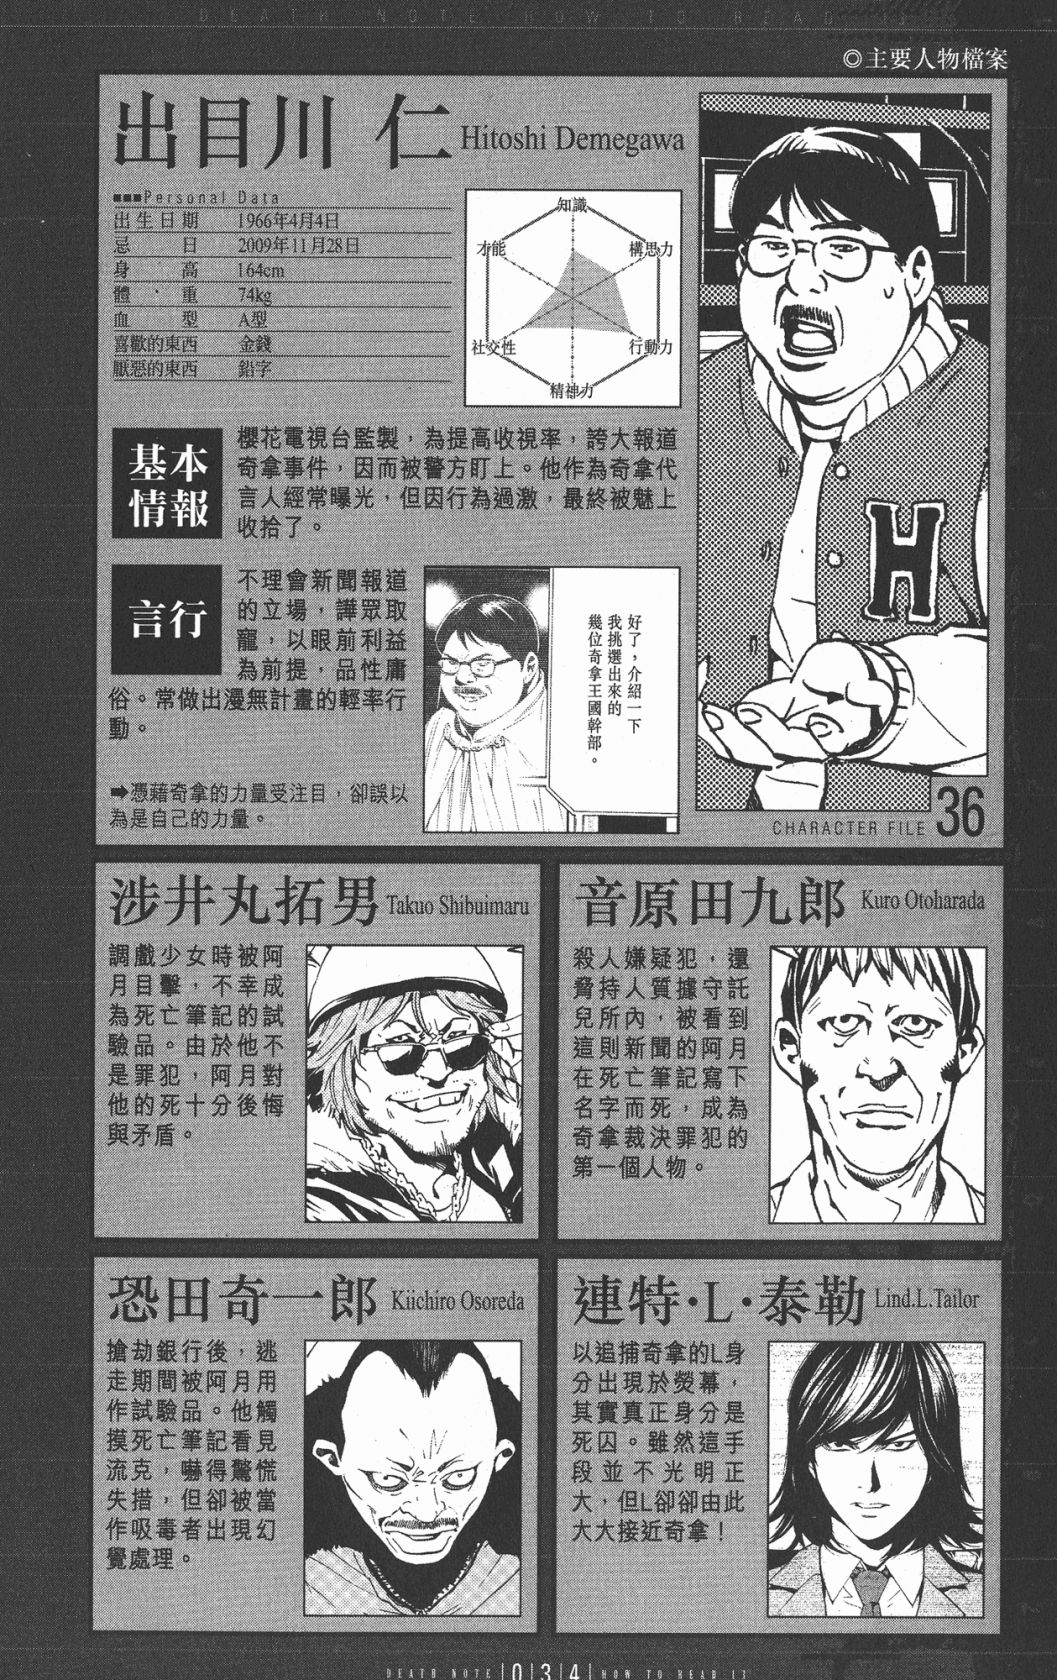 DEATH NOTE HOW TO READ 13
◎主要人物檔案
出目川 仁 Hitoshi Demegawa
■■■Personal Data
出生日期 1966年4月4日
忌日 2009年11月28日
身高 164cm
體重 74kg
血型 A型
喜歡的東西 金錢
厭惡的東西 鉛字
知識
才能
構思力
社交性
行動力
精神力
H
基本
情報
櫻花電視台監製，為提高收視率，誇大報道
奇拿事件，因而被警方盯上。他作為奇拿代
言人經常曝光，但因行為過激，最終被魅上
收拾了。
言行
不理會新聞報道
的立場，譁眾取
寵，以眼前利益
為前提，品性庸
俗。常做出漫無計畫的輕率行
動。
➡憑藉奇拿的力量受注目，卻誤以
為是自己的力量。
好了，介紹一下
我挑選出來的
幾位奇拿王國幹部。
CHARACTER FILE 36
涉井丸拓男 Takuo Shibuimaru
調戲少女時被阿
月目擊，不幸成
為死亡筆記的試
驗品。由於他不
是罪犯，阿月對
他的死十分後悔
與矛盾。
音原田九郎 Kuro Otoharada
殺人嫌疑犯，還
脅持人質據守託
兒所內，被看到
這則新聞的阿月
在死亡筆記寫下
名字而死，成為
奇拿裁決罪犯的
第一個人物。
恐田奇一郎 Kiichiro Osoreda
搶劫銀行後，逃
走期間被阿月用
作試驗品。他觸
摸死亡筆記看見
流克，嚇得驚慌
失措，但卻被當
作吸毒者出現幻
覺處理。
連特·L·泰勒 Lind.L.Tailor
以追捕奇拿的L身
分出現於熒幕，
其實真正身分是
死囚。雖然這手
段並不光明正
大，但L卻卻由此
大大接近奇拿！
DEATH NOTE |0|3|4| HOW TO READ 13